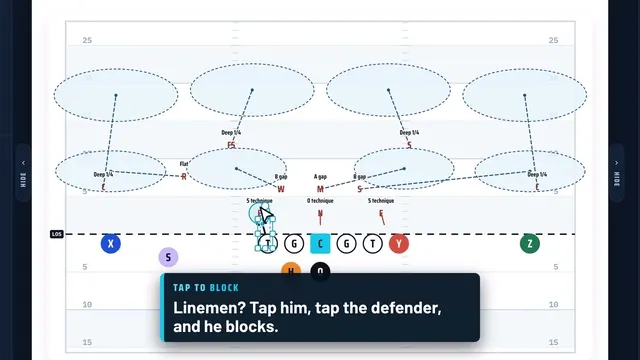 25 25
Deep 1/4 Deep 1/4
FS S
Flat
Deep 1/4 B gap A gap B gap Deep 1/4
R W M S
5 technique 0 technique 5 technique
E N E
LOS
X T G C G T Y Z
S
5 5
H Q
TAP TO BLOCK
Linemen? Tap him, tap the defender,
and he blocks.
10 10
15 15
HIDE
HIDE